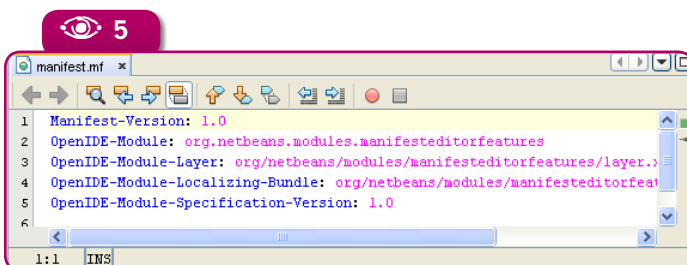 5
manifest.mf
1 Manifest-Version: 1.0
2 OpenIDE-Module: org.netbeans.modules.manifesteditorfeatures
3 OpenIDE-Module-Layer: org/netbeans/modules/manifesteditorfeatures/layer.x
4 OpenIDE-Module-Localizing-Bundle: org/netbeans/modules/manifesteditorfeat
5 OpenIDE-Module-Specification-Version: 1.0
6
1:1 INS